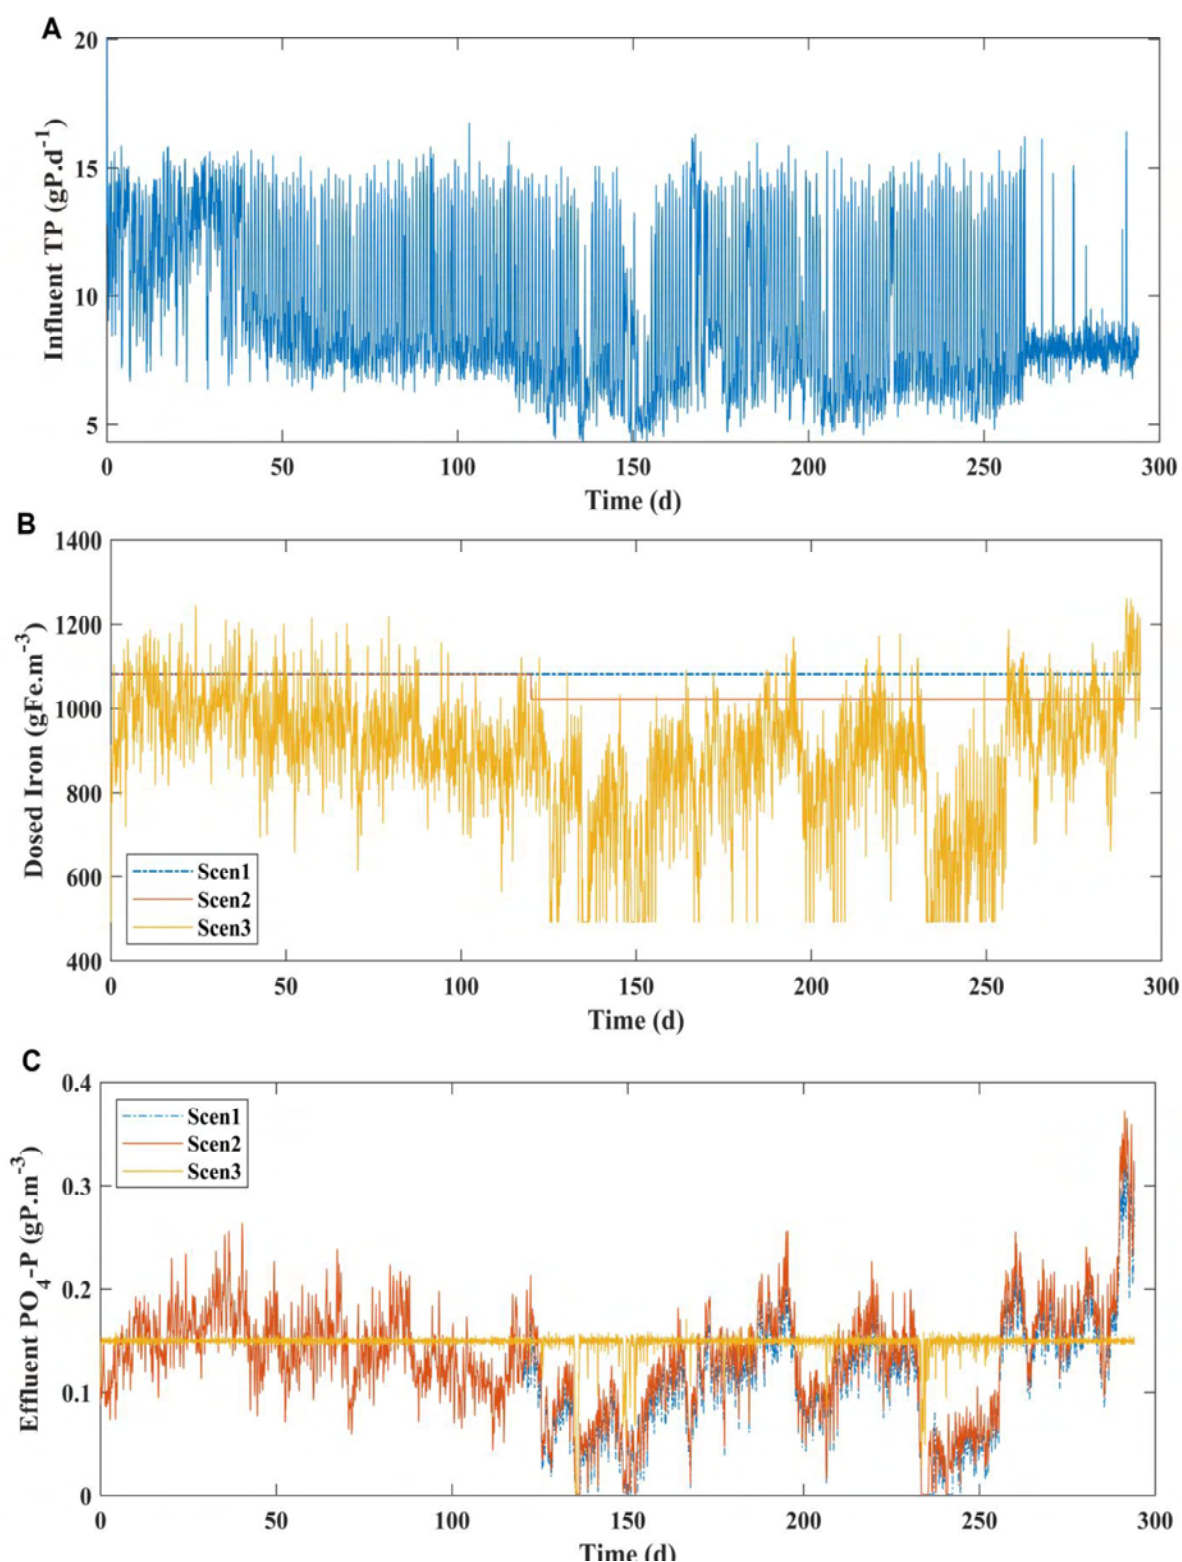 A
20
15
10
5
Influent TP (gP.d⁻¹)
0 50 100 150 200 250 300
Time (d)
B
1400
1200
1000
800
600
400
Dosed Iron (gFe.m⁻³)
Scen1
Scen2
Scen3
0 50 100 150 200 250 300
Time (d)
C
0.4
0.3
0.2
0.1
0
Effluent PO₄-P (gP.m⁻³)
Scen1
Scen2
Scen3
0 50 100 150 200 250 300
Time (d)